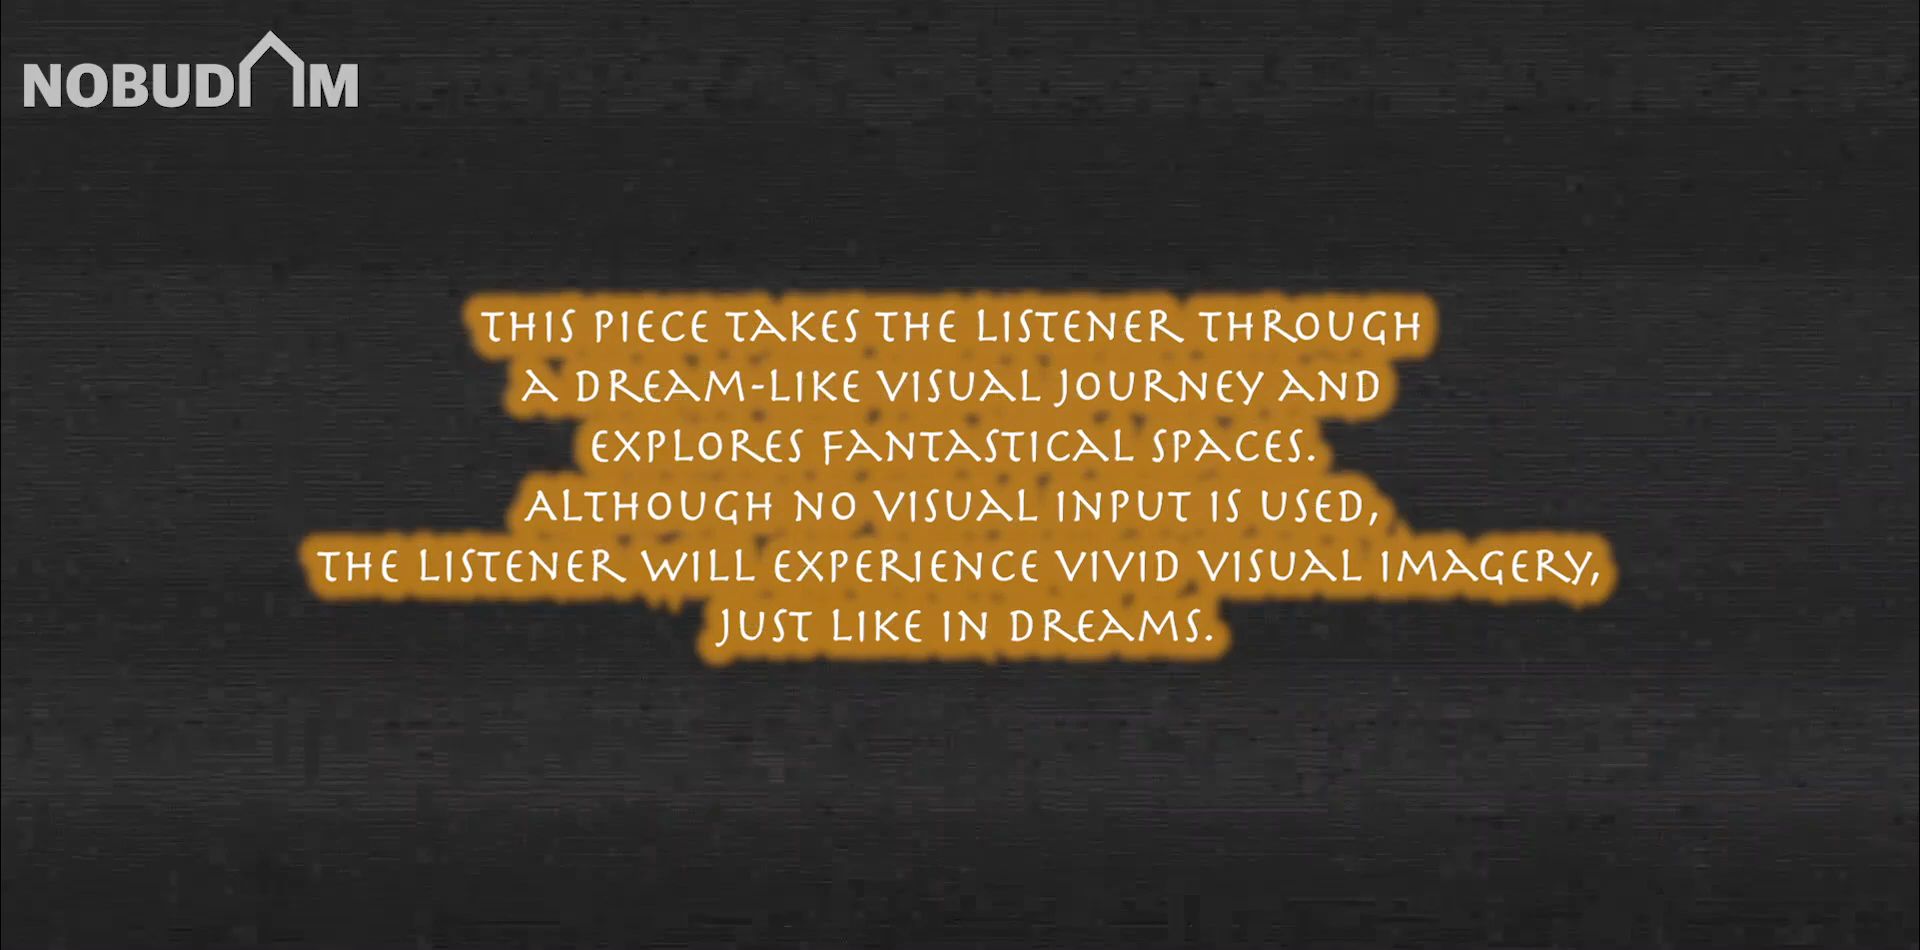 NOBUDAM
THIS PIECE TAKES THE LISTENER THROUGH
A DREAM-LIKE VISUAL JOURNEY AND
EXPLORES FANTASTICAL SPACES.
ALTHOUGH NO VISUAL INPUT IS USED,
THE LISTENER WILL EXPERIENCE VIVID VISUAL IMAGERY,
JUST LIKE IN DREAMS.